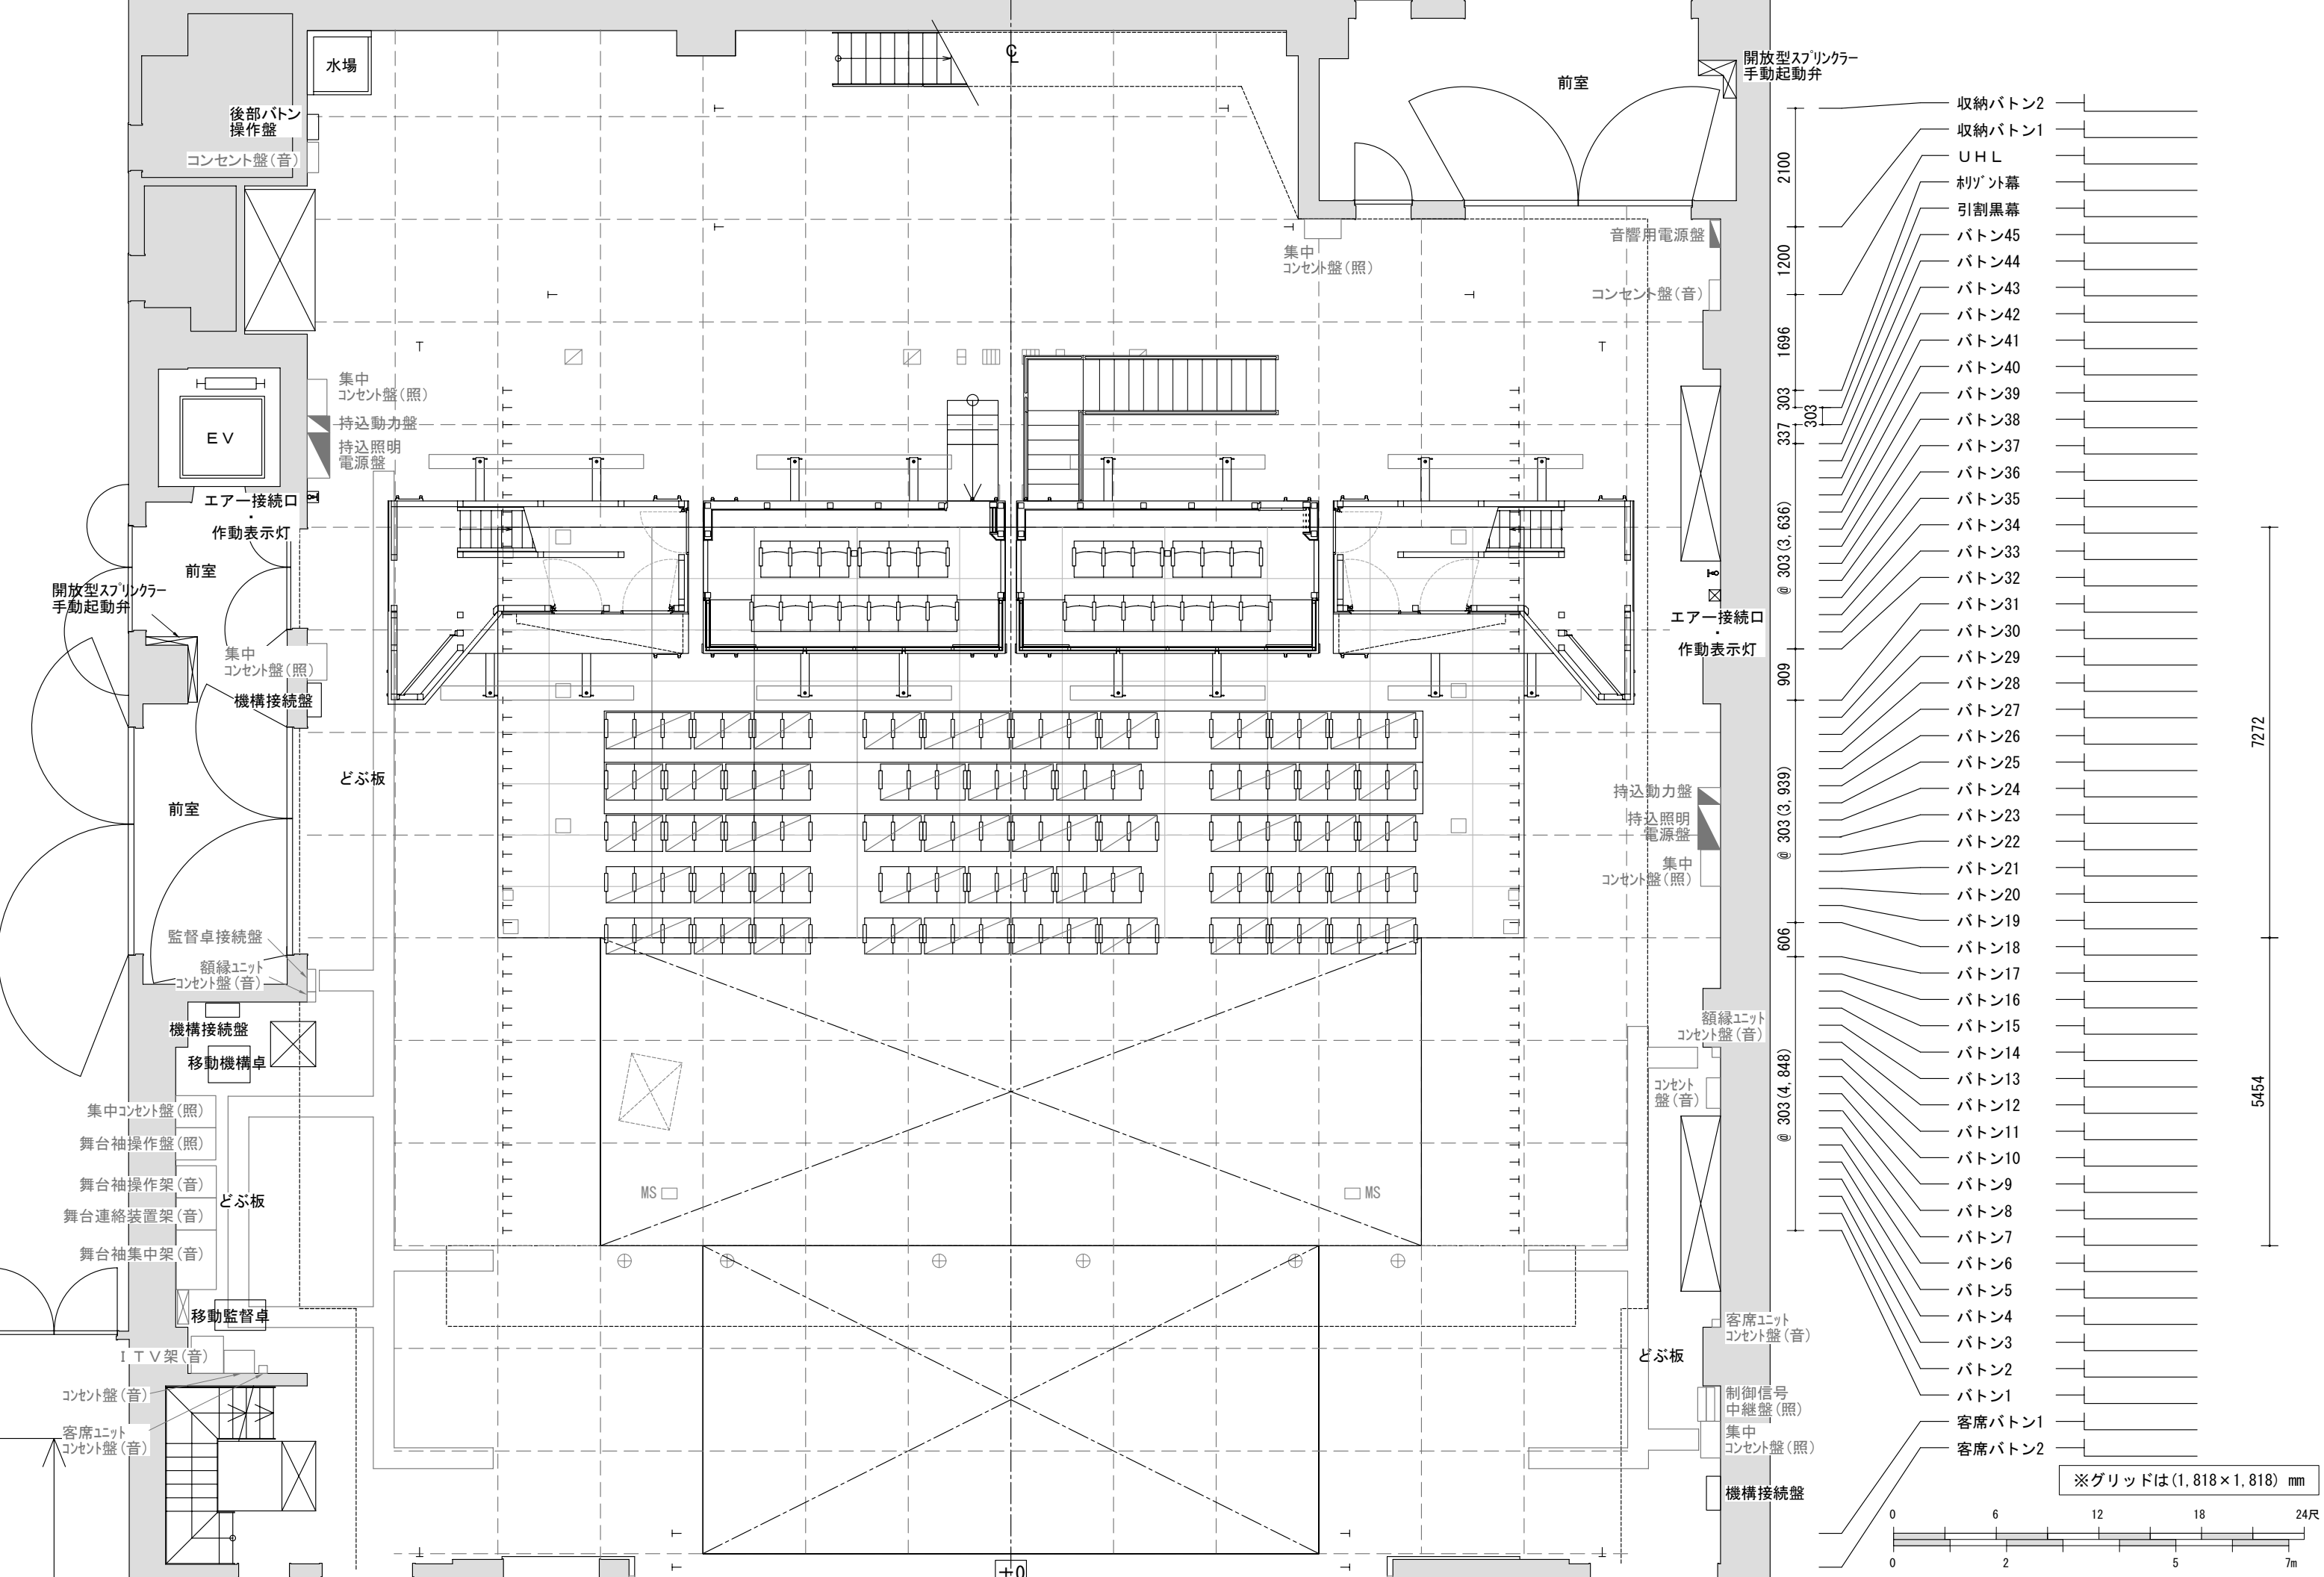 水場
後部バトン
操作盤
コンセント盤(音)
℄
前室
開放型スプリンクラー
手動起動弁
集中
コンセント盤(照)
音響用電源盤
コンセント盤(音)
EV
集中
コンセント盤(照)
持込動力盤
持込照明
電源盤
エアー接続口
・
作動表示灯
前室
開放型スプリンクラー
手動起動弁
集中
コンセント盤(照)
機構接続盤
どぶ板
前室
エアー接続口
・
作動表示灯
持込動力盤
持込照明
電源盤
集中
コンセント盤(照)
監督卓接続盤
額縁ユニット
コンセント盤(音)
機構接続盤
移動機構卓
集中コンセント盤(照)
舞台袖操作盤(照)
舞台袖操作架(音)
どぶ板
舞台連絡装置架(音)
舞台袖集中架(音)
移動監督卓
ITV架(音)
コンセント盤(音)
客席ユニット
コンセント盤(音)
MS
MS
額縁ユニット
コンセント盤(音)
コンセント
盤(音)
客席ユニット
コンセント盤(音)
どぶ板
制御信号
中継盤(照)
集中
コンセント盤(照)
機構接続盤
±0
2100
1200
1696
303
303
337
@ 303(3,636)
909
@ 303(3,939)
606
@ 303(4,848)
収納バトン2
収納バトン1
UHL
ホリゾント幕
引割黒幕
バトン45
バトン44
バトン43
バトン42
バトン41
バトン40
バトン39
バトン38
バトン37
バトン36
バトン35
バトン34
バトン33
バトン32
バトン31
バトン30
バトン29
バトン28
バトン27
バトン26
バトン25
バトン24
バトン23
バトン22
バトン21
バトン20
バトン19
バトン18
バトン17
バトン16
バトン15
バトン14
バトン13
バトン12
バトン11
バトン10
バトン9
バトン8
バトン7
バトン6
バトン5
バトン4
バトン3
バトン2
バトン1
客席バトン1
客席バトン2
7272
5454
※グリッドは(1,818×1,818) mm
0 6 12 18 24尺
0 2 5 7m